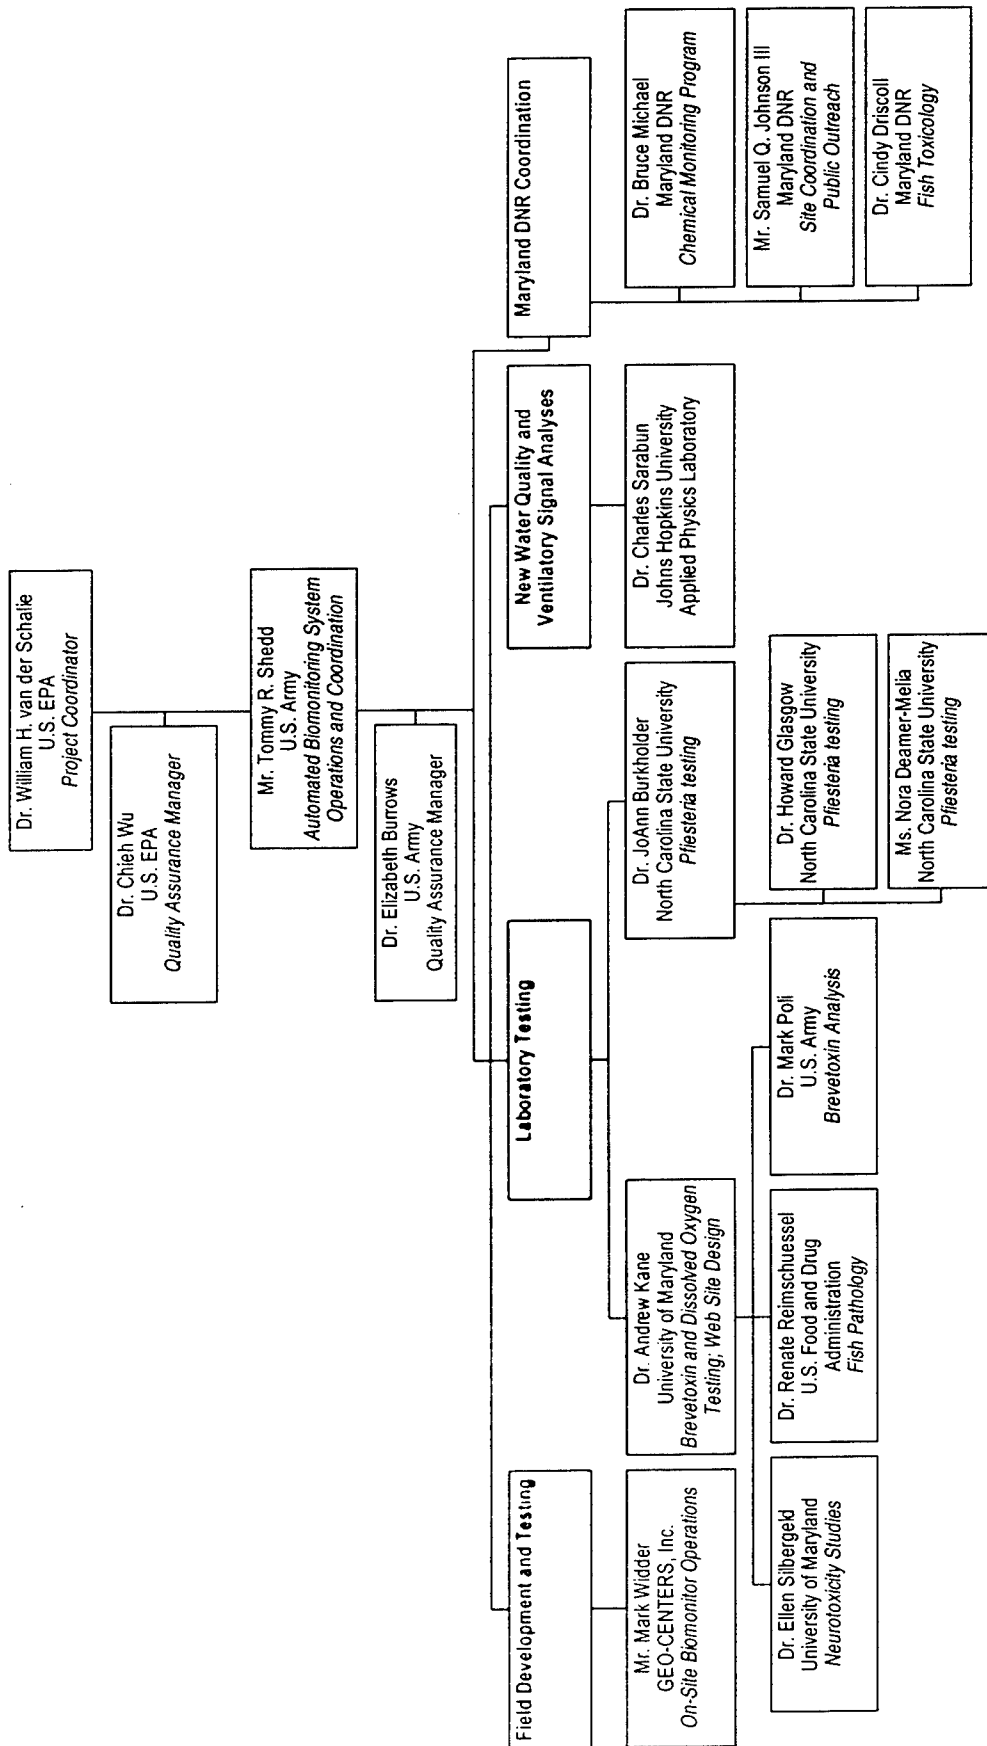 Dr. William H. van der Schalie
U.S. EPA
Project Coordinator
Dr. Chieh Wu
U.S. EPA
Quality Assurance Manager
Mr. Tommy R. Shedd
U.S. Army
Automated Biomonitoring System
Operations and Coordination
Dr. Elizabeth Burrows
U.S. Army
Quality Assurance Manager
Field Development and Testing
Laboratory Testing
New Water Quality and
Ventilatory Signal Analyses
Maryland DNR Coordination
Mr. Mark Widder
GEO-CENTERS, Inc.
On-Site Biomonitor Operations
Dr. Andrew Kane
University of Maryland
Brevetoxin and Dissolved Oxygen
Testing; Web Site Design
Dr. JoAnn Burkholder
North Carolina State University
Pfiesteria testing
Dr. Charles Sarabun
Johns Hopkins University
Applied Physics Laboratory
Dr. Bruce Michael
Maryland DNR
Chemical Monitoring Program
Mr. Samuel Q. Johnson III
Maryland DNR
Site Coordination and
Public Outreach
Dr. Cindy Driscoll
Maryland DNR
Fish Toxicology
Dr. Ellen Silbergeld
University of Maryland
Neurotoxicity Studies
Dr. Renate Reimschuessel
U.S. Food and Drug
Administration
Fish Pathology
Dr. Mark Poli
U.S. Army
Brevetoxin Analysis
Dr. Howard Glasgow
North Carolina State University
Pfiesteria testing
Ms. Nora Deamer-Melia
North Carolina State University
Pfiesteria testing